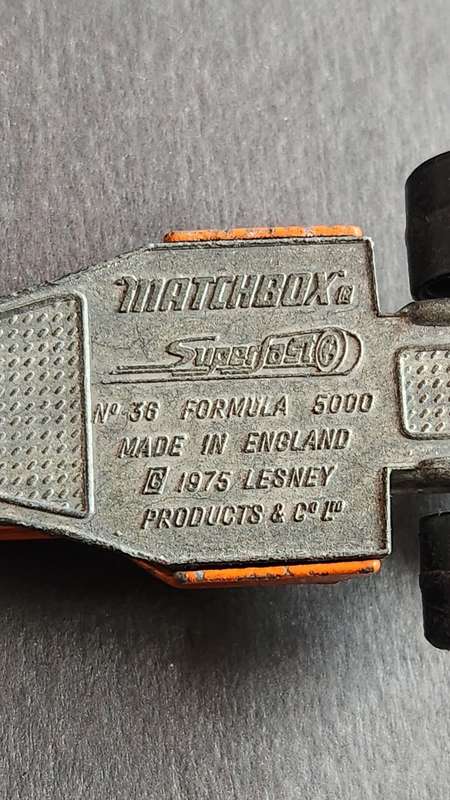 MATCHBOX ®
Superfast ©
Nº 36 FORMULA 5000
MADE IN ENGLAND
© 1975 LESNEY
PRODUCTS & Cº Lᵀᴰ